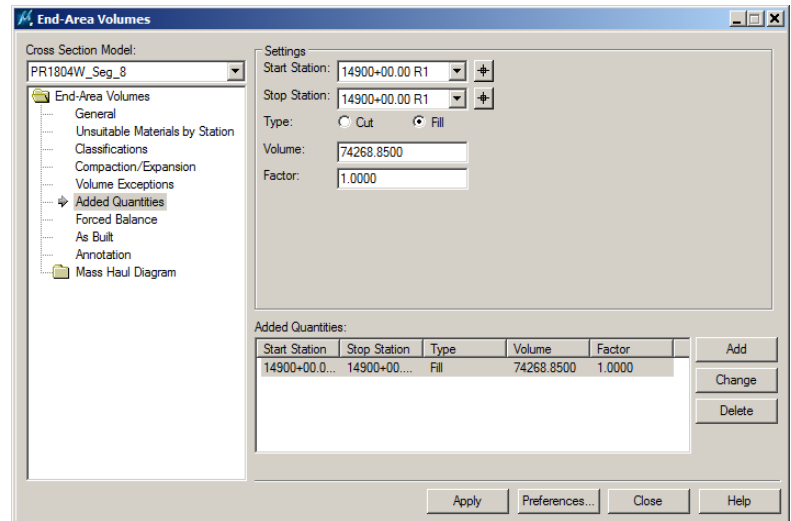 End-Area Volumes
Cross Section Model:
PR1804W_Seg_8
End-Area Volumes
General
Unsuitable Materials by Station
Classifications
Compaction/Expansion
Volume Exceptions
Added Quantities
Forced Balance
As Built
Annotation
Mass Haul Diagram
Settings
Start Station: 14900+00.00 R1
Stop Station: 14900+00.00 R1
Type: Cut Fill
Volume: 74268.8500
Factor: 1.0000
Added Quantities:
Start Station Stop Station Type Volume Factor
14900+00.0... 14900+00.... Fill 74268.8500 1.0000
Add
Change
Delete
Apply Preferences... Close Help